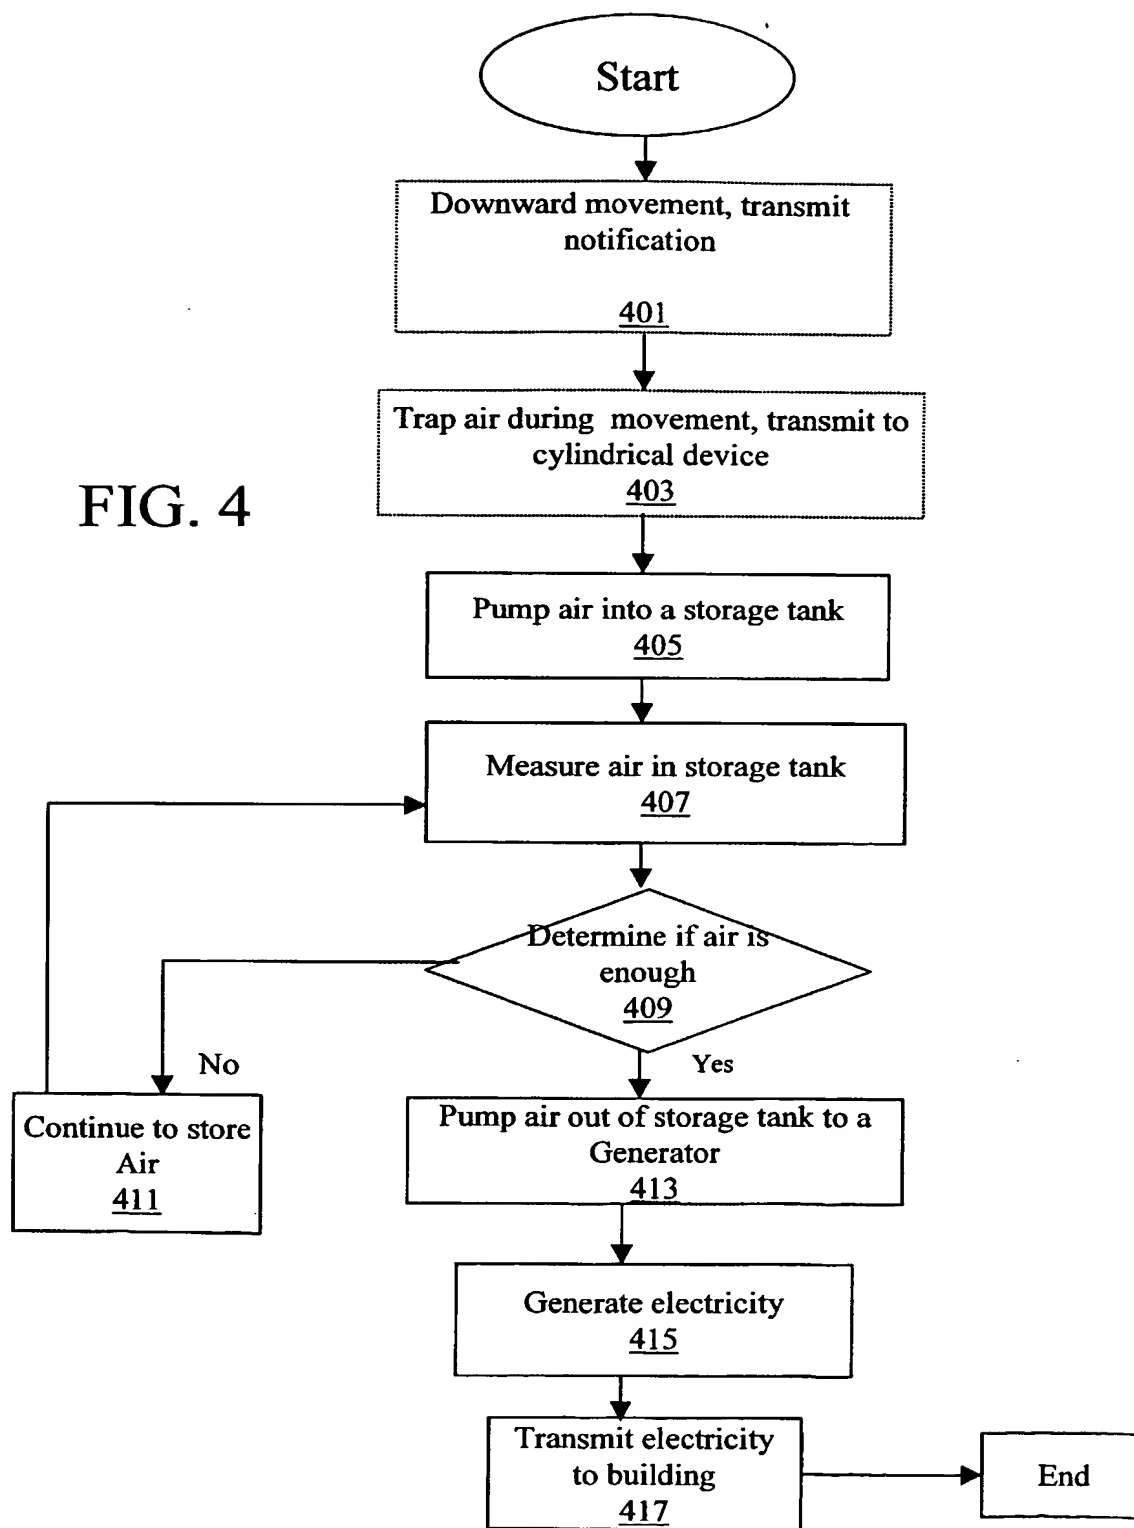 Start
Downward movement, transmit
notification
401
Trap air during movement, transmit to
cylindrical device
403
FIG. 4
Pump air into a storage tank
405
Measure air in storage tank
407
Determine if air is
enough
409
No
Yes
Continue to store
Air
411
Pump air out of storage tank to a
Generator
413
Generate electricity
415
Transmit electricity
to building
417
End